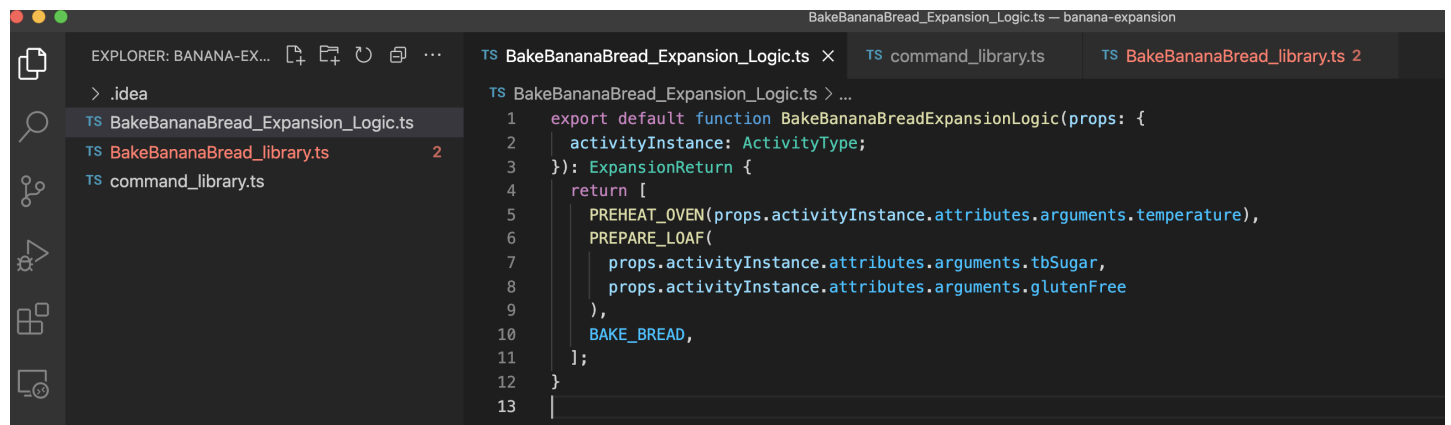 BakeBananaBread_Expansion_Logic.ts — banana-expansion
EXPLORER: BANANA-EX...
> .idea
TS BakeBananaBread_Expansion_Logic.ts
TS BakeBananaBread_library.ts 2
TS command_library.ts
TS BakeBananaBread_Expansion_Logic.ts × TS command_library.ts TS BakeBananaBread_library.ts 2
TS BakeBananaBread_Expansion_Logic.ts > ...
1 export default function BakeBananaBreadExpansionLogic(props: {
2   activityInstance: ActivityType;
3 }): ExpansionReturn {
4   return [
5     PREHEAT_OVEN(props.activityInstance.attributes.arguments.temperature),
6     PREPARE_LOAF(
7       props.activityInstance.attributes.arguments.tbSugar,
8       props.activityInstance.attributes.arguments.glutenFree
9     ),
10     BAKE_BREAD,
11   ];
12 }
13